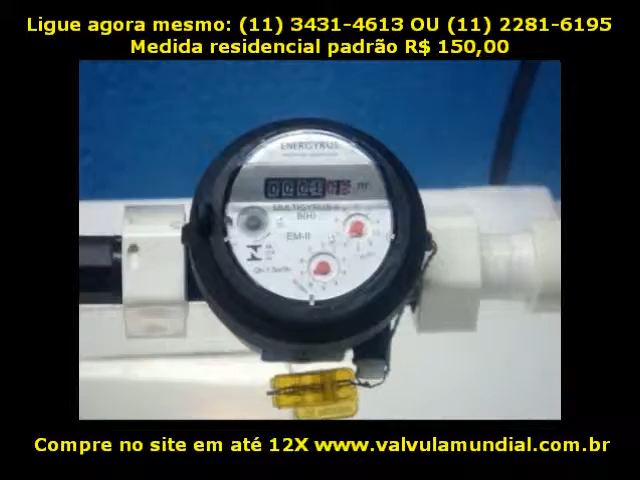 Ligue agora mesmo: (11) 3431-4613 OU (11) 2281-6195
Medida residencial padrão R$ 150,00
ENERGYRUS
m³
B(H)
EM-II
Compre no site em até 12X www.valvulamundial.com.br